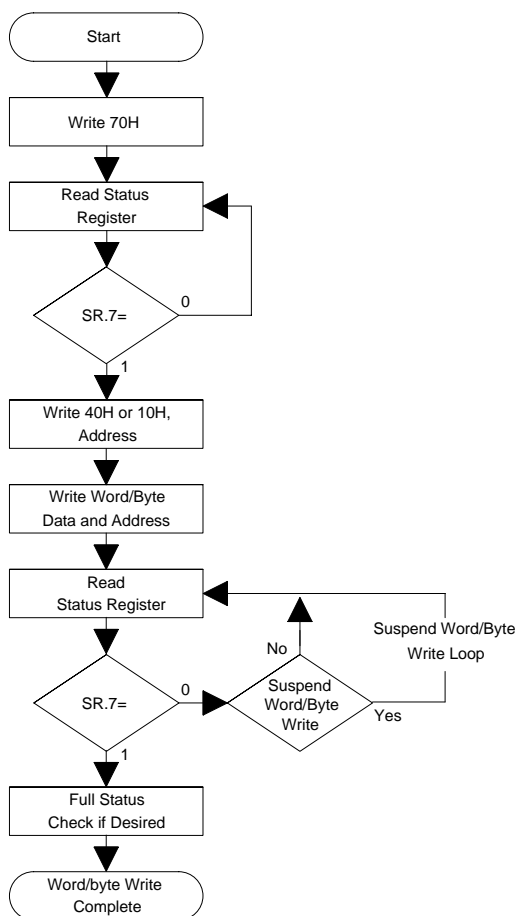 Start
Write 70H
Read Status
Register
SR.7=
0
1
Write 40H or 10H,
Address
Write Word/Byte
Data and Address
Read
Status Register
Suspend Word/Byte
Write Loop
No
SR.7=
0
Suspend
Word/Byte
Write
Yes
1
Full Status
Check if Desired
Word/byte Write
Complete